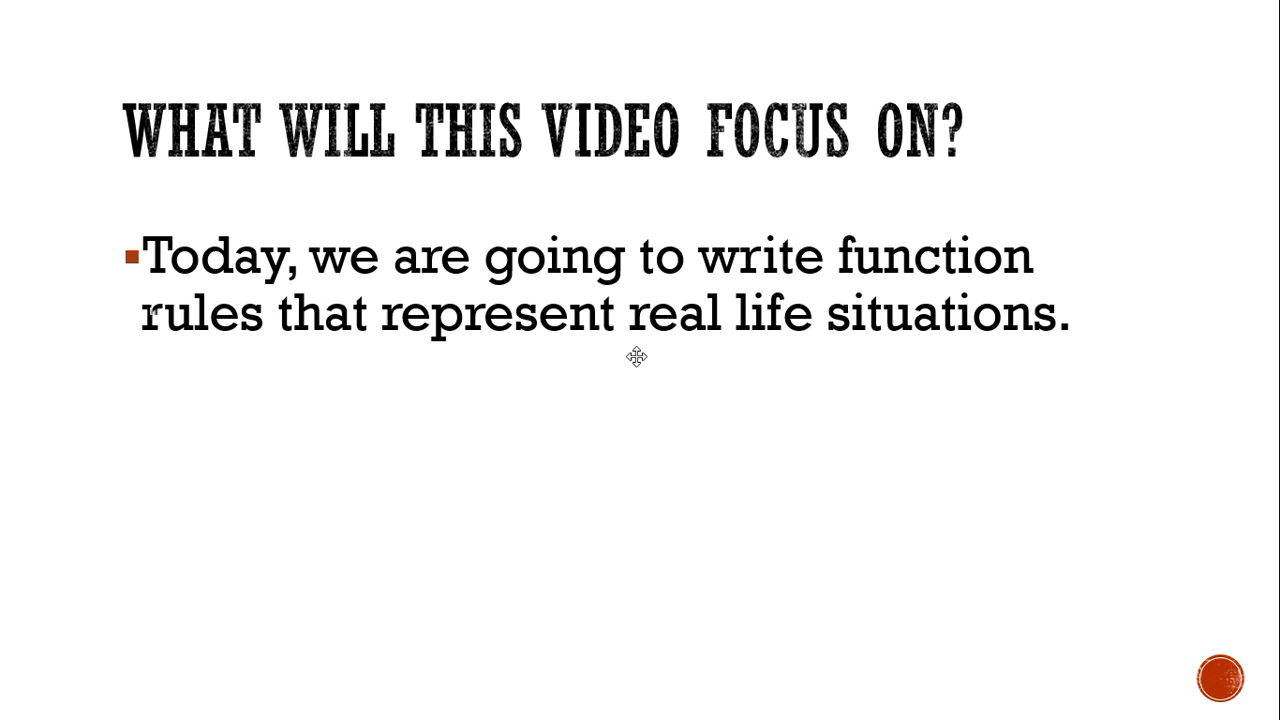 WHAT WILL THIS VIDEO FOCUS ON?
▪Today, we are going to write function
rules that represent real life situations.